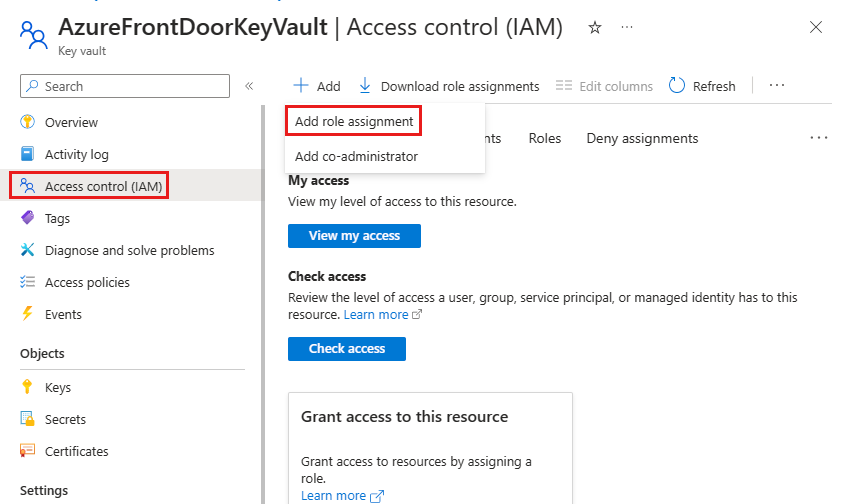 AzureFrontDoorKeyVault | Access control (IAM)
Key vault
Search
Add
Download role assignments
Edit columns
Refresh
Add role assignment
Add co-administrator
nts
Roles
Deny assignments
Overview
Activity log
Access control (IAM)
Tags
Diagnose and solve problems
Access policies
Events
Objects
Keys
Secrets
Certificates
Settings
My access
View my level of access to this resource.
View my access
Check access
Review the level of access a user, group, service principal, or managed identity has to this
resource. Learn more
Check access
Grant access to this resource
Grant access to resources by assigning a
role.
Learn more